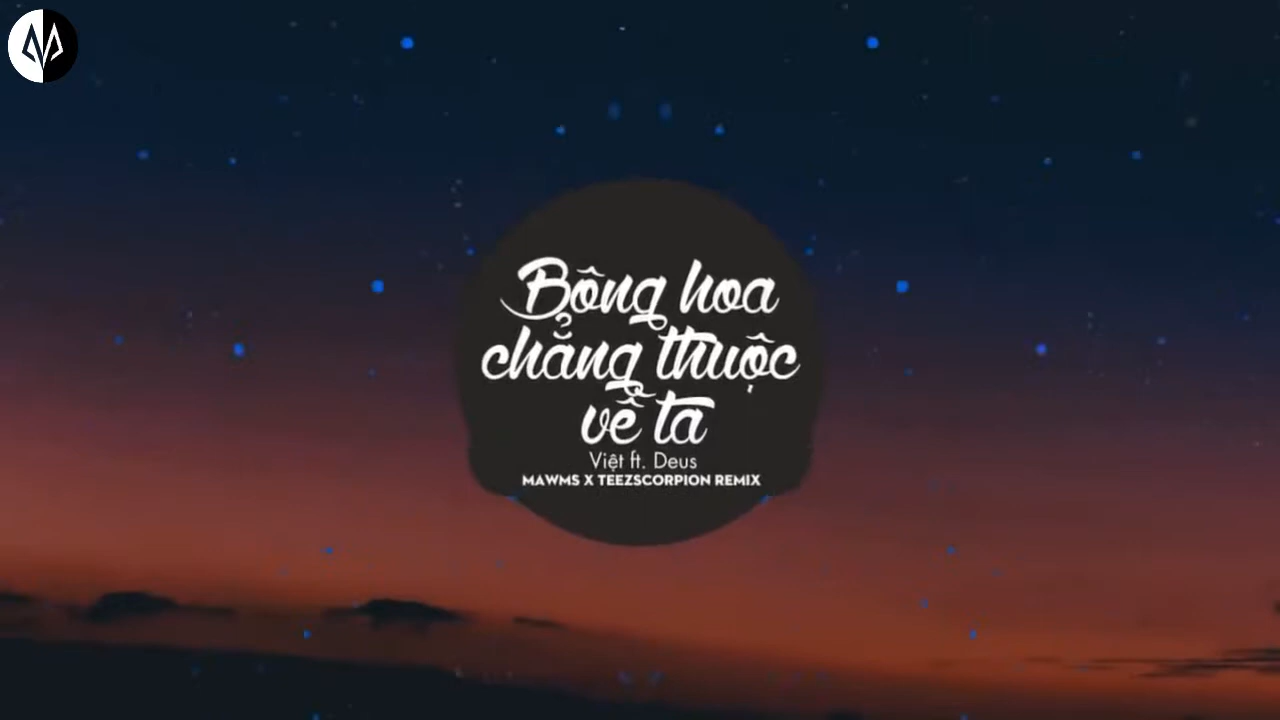 Bông hoa
chẳng thuộc
về ta
Việt ft. Deus
MAWMS X TEEZSCORPION REMIX